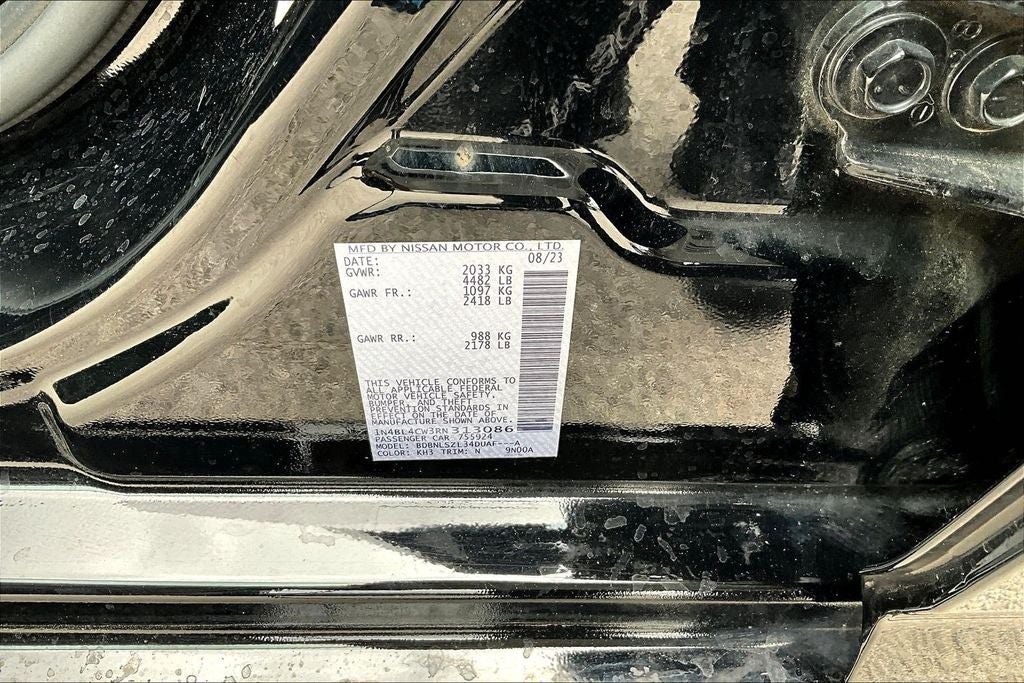 MFD BY NISSAN MOTOR CO., LTD.
DATE: 08/23
GVWR: 2033 KG
4482 LB
GAWR FR.: 1097 KG
2418 LB
GAWR RR.: 988 KG
2178 LB
THIS VEHICLE CONFORMS TO
ALL APPLICABLE FEDERAL
MOTOR VEHICLE SAFETY,
BUMPER, AND THEFT
PREVENTION STANDARDS IN
EFFECT ON THE DATE OF
MANUFACTURE SHOWN ABOVE.
1N4BL4CW3RN313086
PASSENGER CAR 755924
MODEL: BDBNLSZL34DUAF---A
COLOR: KH3 TRIM: N 9N00A